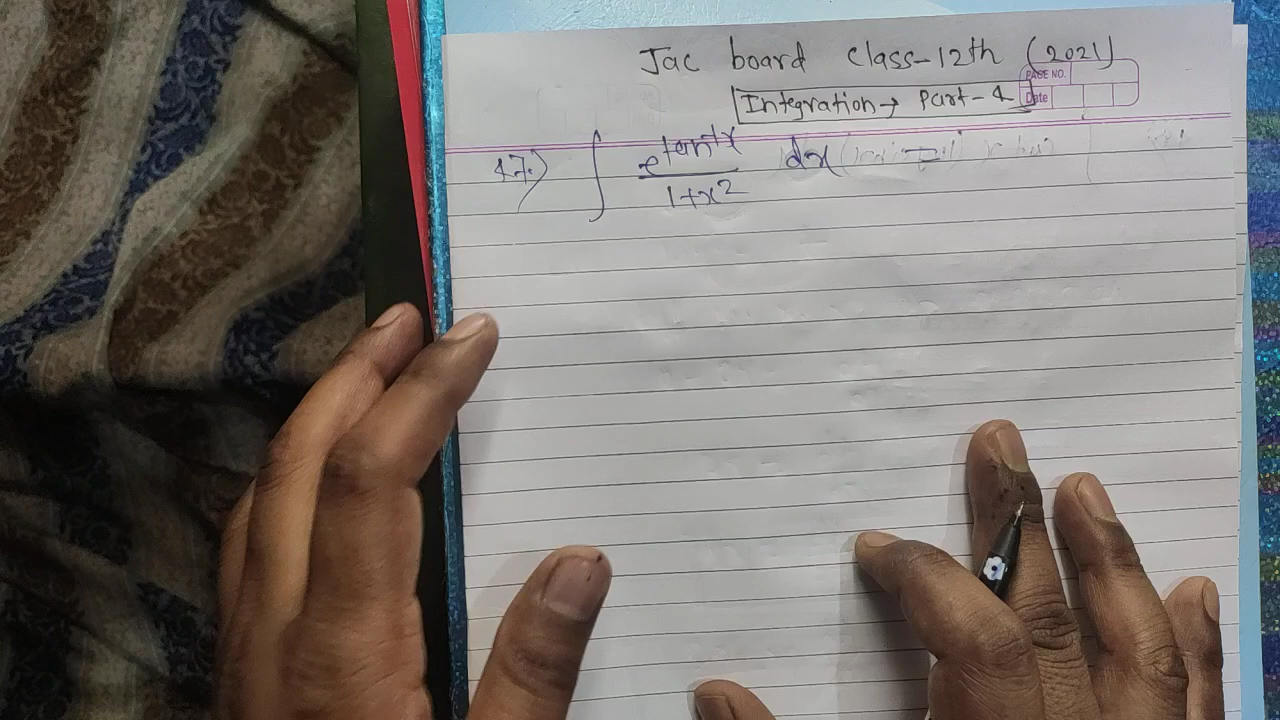 Jac board Class-12th (2021)
PAGE NO.
Integration → Part-4
Date
47.) ∫ e^tan⁻¹x / 1+x² dx